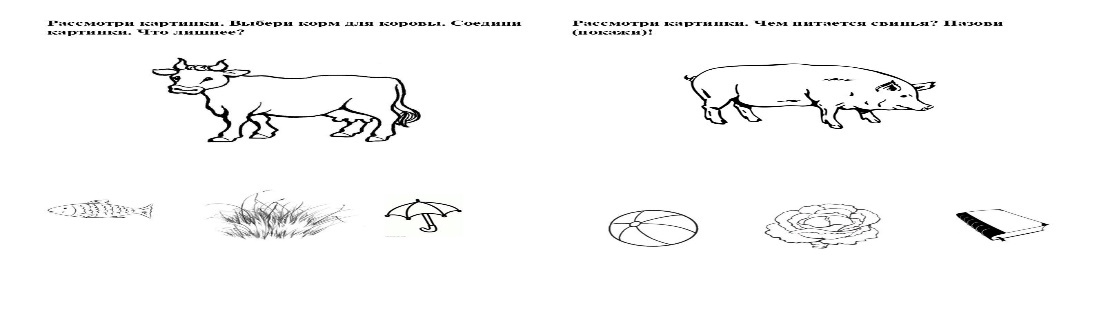 Рассмотри картинки. Выбери корм для коровы. Соедини
картинки. Что лишнее?
Рассмотри картинки. Чем питается свинья? Назови
(покажи)!